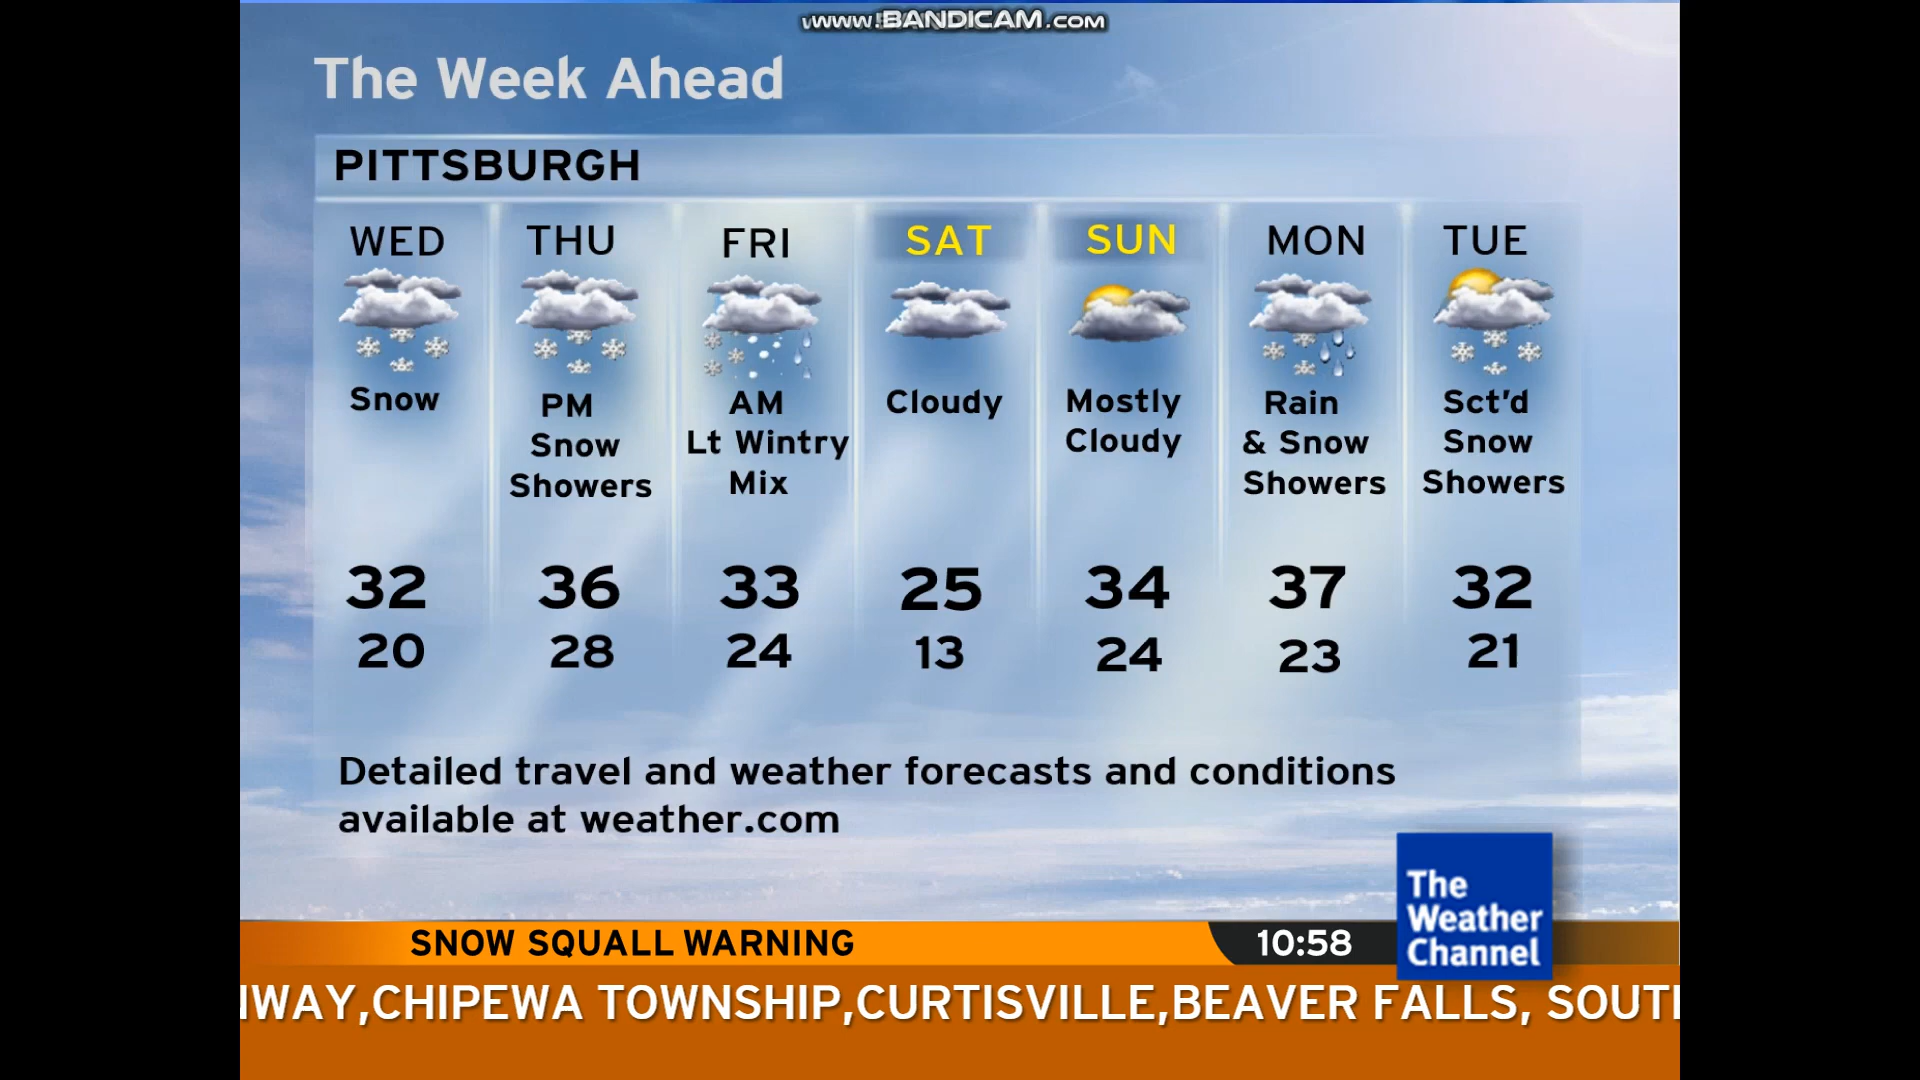 www.BANDICAM.com
The Week Ahead
PITTSBURGH
WED THU FRI SAT SUN MON TUE
Snow
PM
Snow
Showers
AM
Lt Wintry
Mix
Cloudy
Mostly
Cloudy
Rain
& Snow
Showers
Sct'd
Snow
Showers
32 36 33 25 34 37 32
20 28 24 13 24 23 21
Detailed travel and weather forecasts and conditions
available at weather.com
SNOW SQUALL WARNING
10:58
The
Weather
Channel
CHIPEWA TOWNSHIP,CURTISVILLE,BEAVER FALLS,